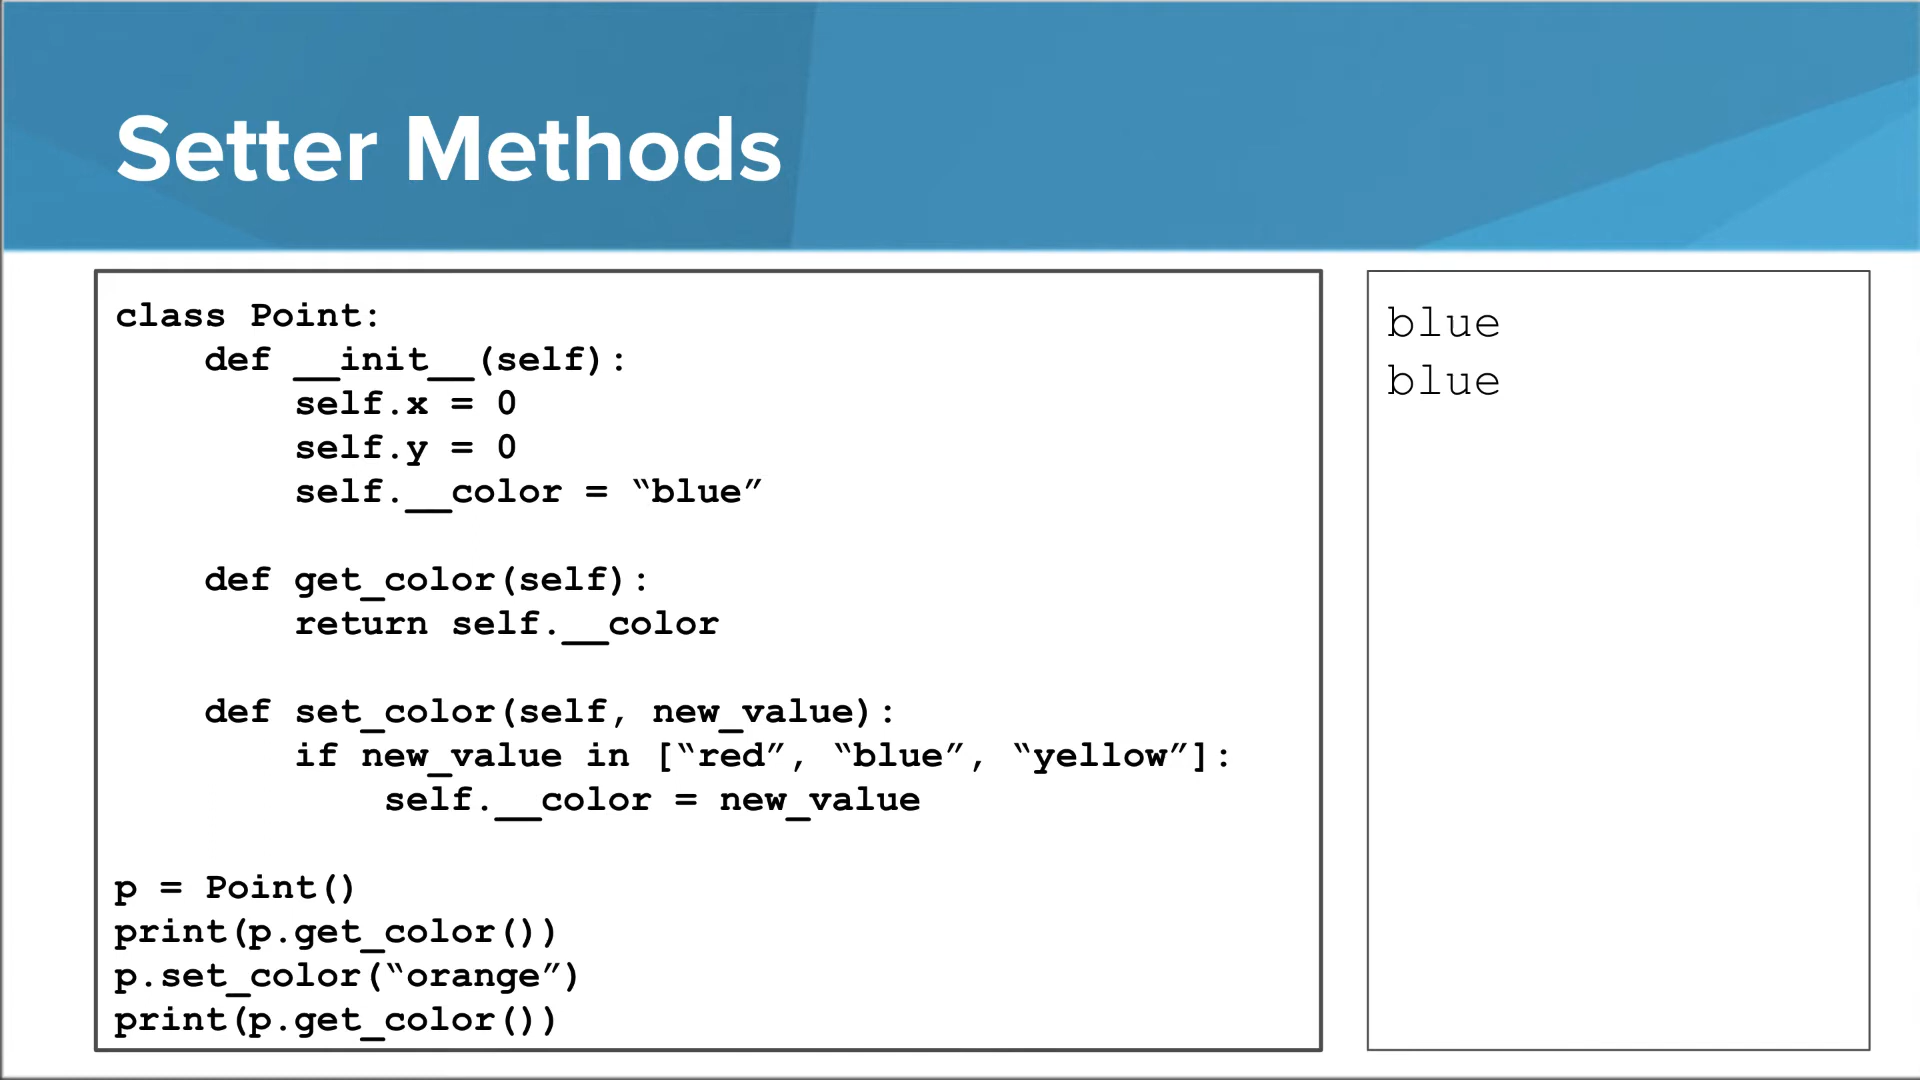 Setter Methods
class Point:
    def __init__(self):
        self.x = 0
        self.y = 0
        self.__color = “blue”

    def get_color(self):
        return self.__color

    def set_color(self, new_value):
        if new_value in [“red”, “blue”, “yellow”]:
            self.__color = new_value

p = Point()
print(p.get_color())
p.set_color(“orange”)
print(p.get_color())
blue
blue